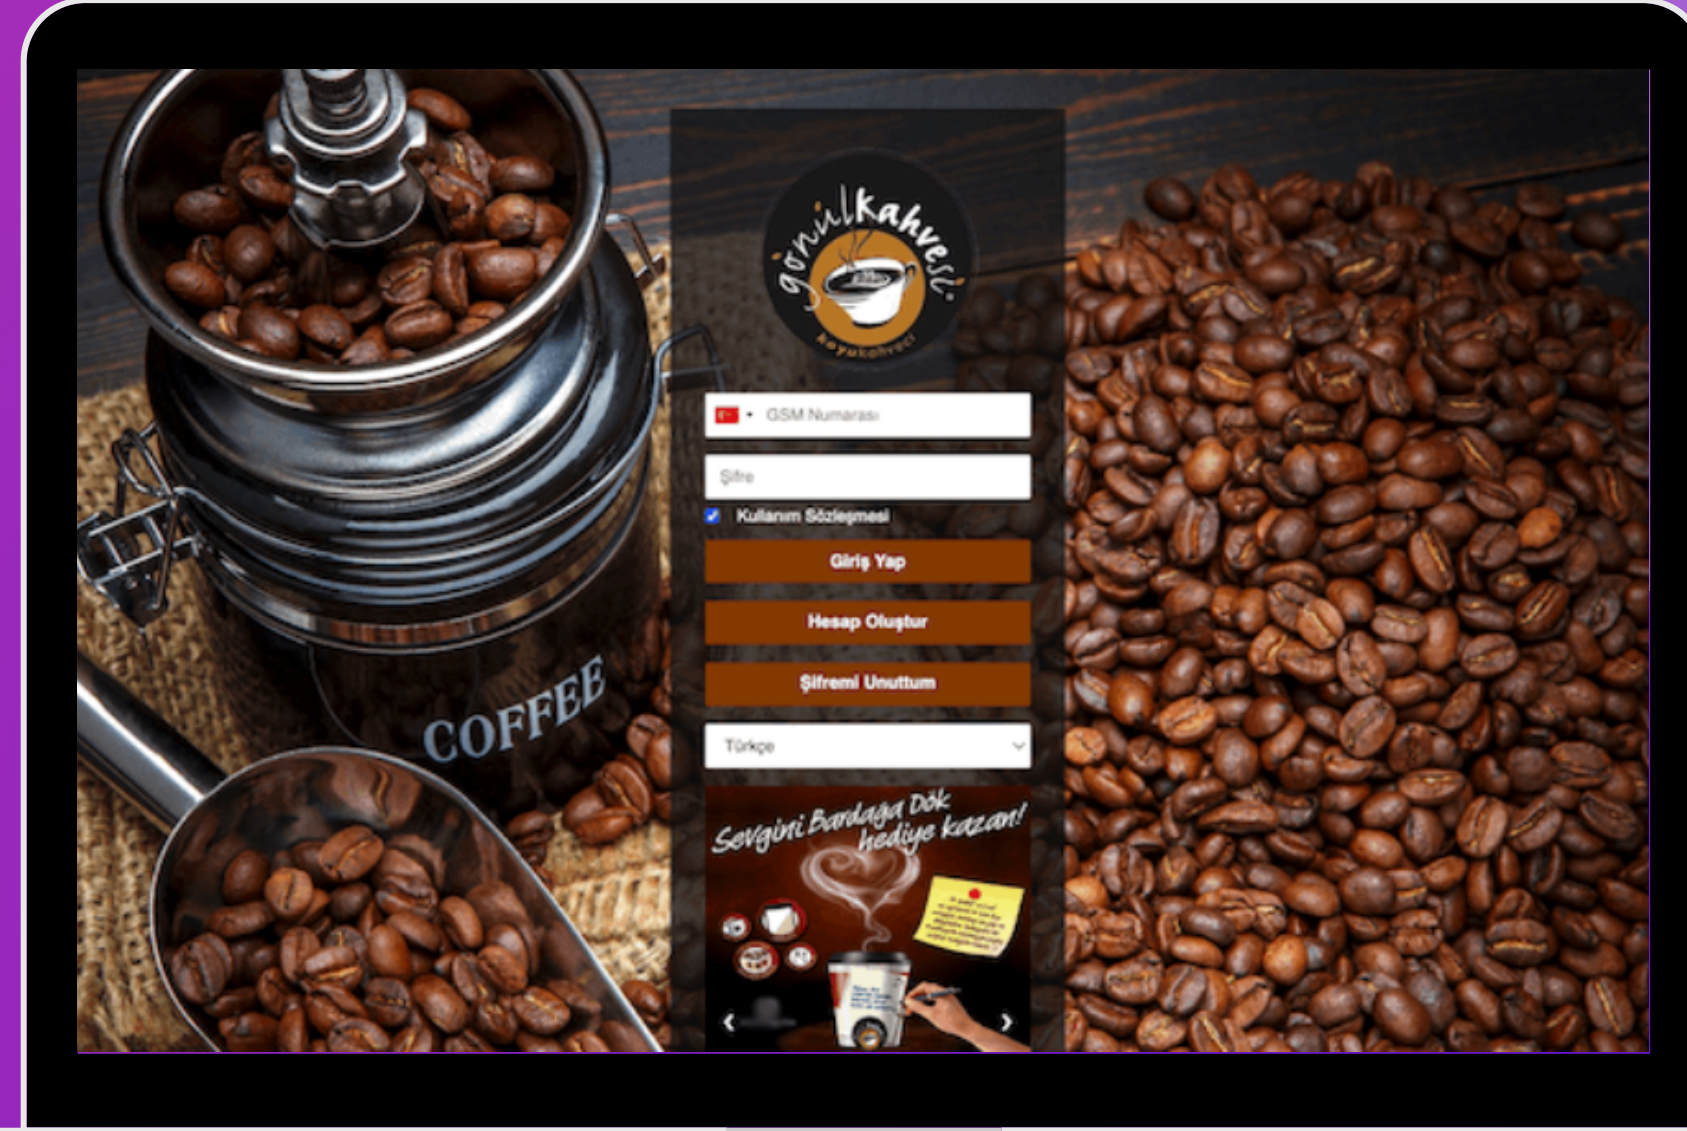 gönülkahvesi
koyukahveci
GSM Numarası
Şifre
Kullanım Sözleşmesi
Giriş Yap
Hesap Oluştur
Şifremi Unuttum
COFFEE
Türkçe
Sevgini Bardağa Dök
hediye kazan!